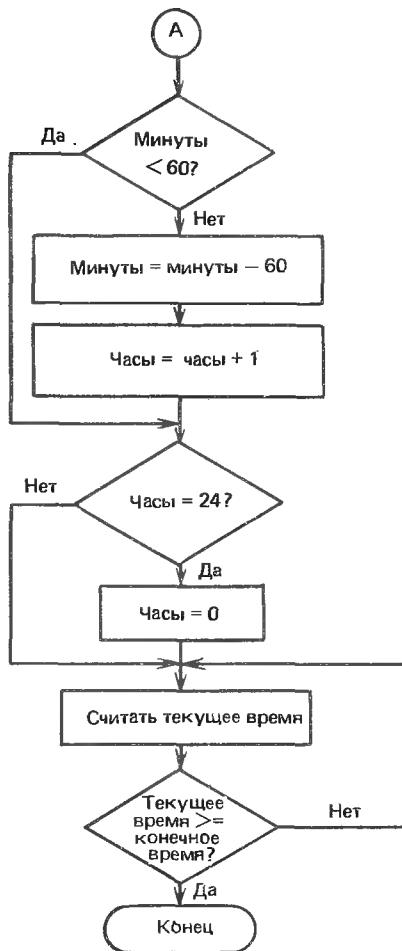 А
Да.
Минуты
< 60?
Нет
Минуты = минуты − 60
Часы = часы + 1
Нет
Часы = 24?
Да
Часы = 0
Считать текущее время
Текущее
время >=
конечное
время?
Нет
Да
Конец